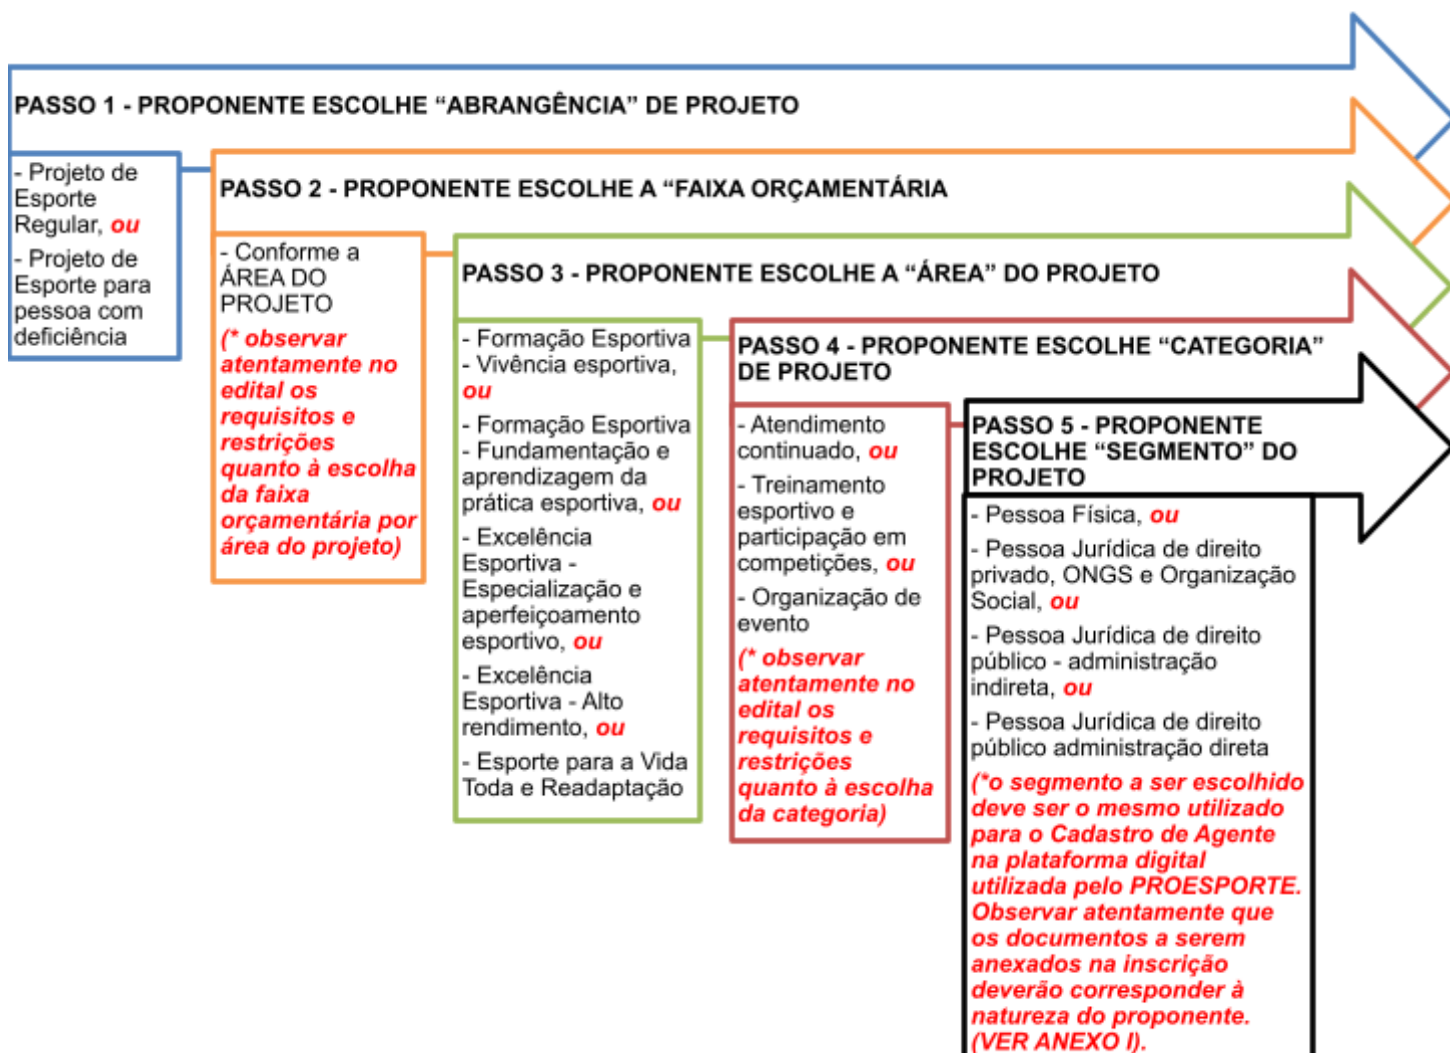 PASSO 1 - PROPONENTE ESCOLHE “ABRANGÊNCIA” DE PROJETO
- Projeto de
Esporte
Regular, ou
- Projeto de
Esporte para
pessoa com
deficiência
PASSO 2 - PROPONENTE ESCOLHE A “FAIXA ORÇAMENTÁRIA
- Conforme a
ÁREA DO
PROJETO
(* observar
atentamente no
edital os
requisitos e
restrições
quanto à escolha
da faixa
orçamentária por
área do projeto)
PASSO 3 - PROPONENTE ESCOLHE A “ÁREA” DO PROJETO
- Formação Esportiva
- Vivência esportiva,
ou
- Formação Esportiva
- Fundamentação e
aprendizagem da
prática esportiva, ou
- Excelência
Esportiva -
Especialização e
aperfeiçoamento
esportivo, ou
- Excelência
Esportiva - Alto
rendimento, ou
- Esporte para a Vida
Toda e Readaptação
PASSO 4 - PROPONENTE ESCOLHE “CATEGORIA”
DE PROJETO
- Atendimento
continuado, ou
- Treinamento
esportivo e
participação em
competições, ou
- Organização de
evento
(* observar
atentamente no
edital os
requisitos e
restrições
quanto à escolha
da categoria)
PASSO 5 - PROPONENTE
ESCOLHE “SEGMENTO” DO
PROJETO
- Pessoa Física, ou
- Pessoa Jurídica de direito
privado, ONGS e Organização
Social, ou
- Pessoa Jurídica de direito
público - administração
indireta, ou
- Pessoa Jurídica de direito
público administração direta
(*o segmento a ser escolhido
deve ser o mesmo utilizado
para o Cadastro de Agente
na plataforma digital
utilizada pelo PROESPORTE.
Observar atentamente que
os documentos a serem
anexados na inscrição
deverão corresponder à
natureza do proponente.
(VER ANEXO I).